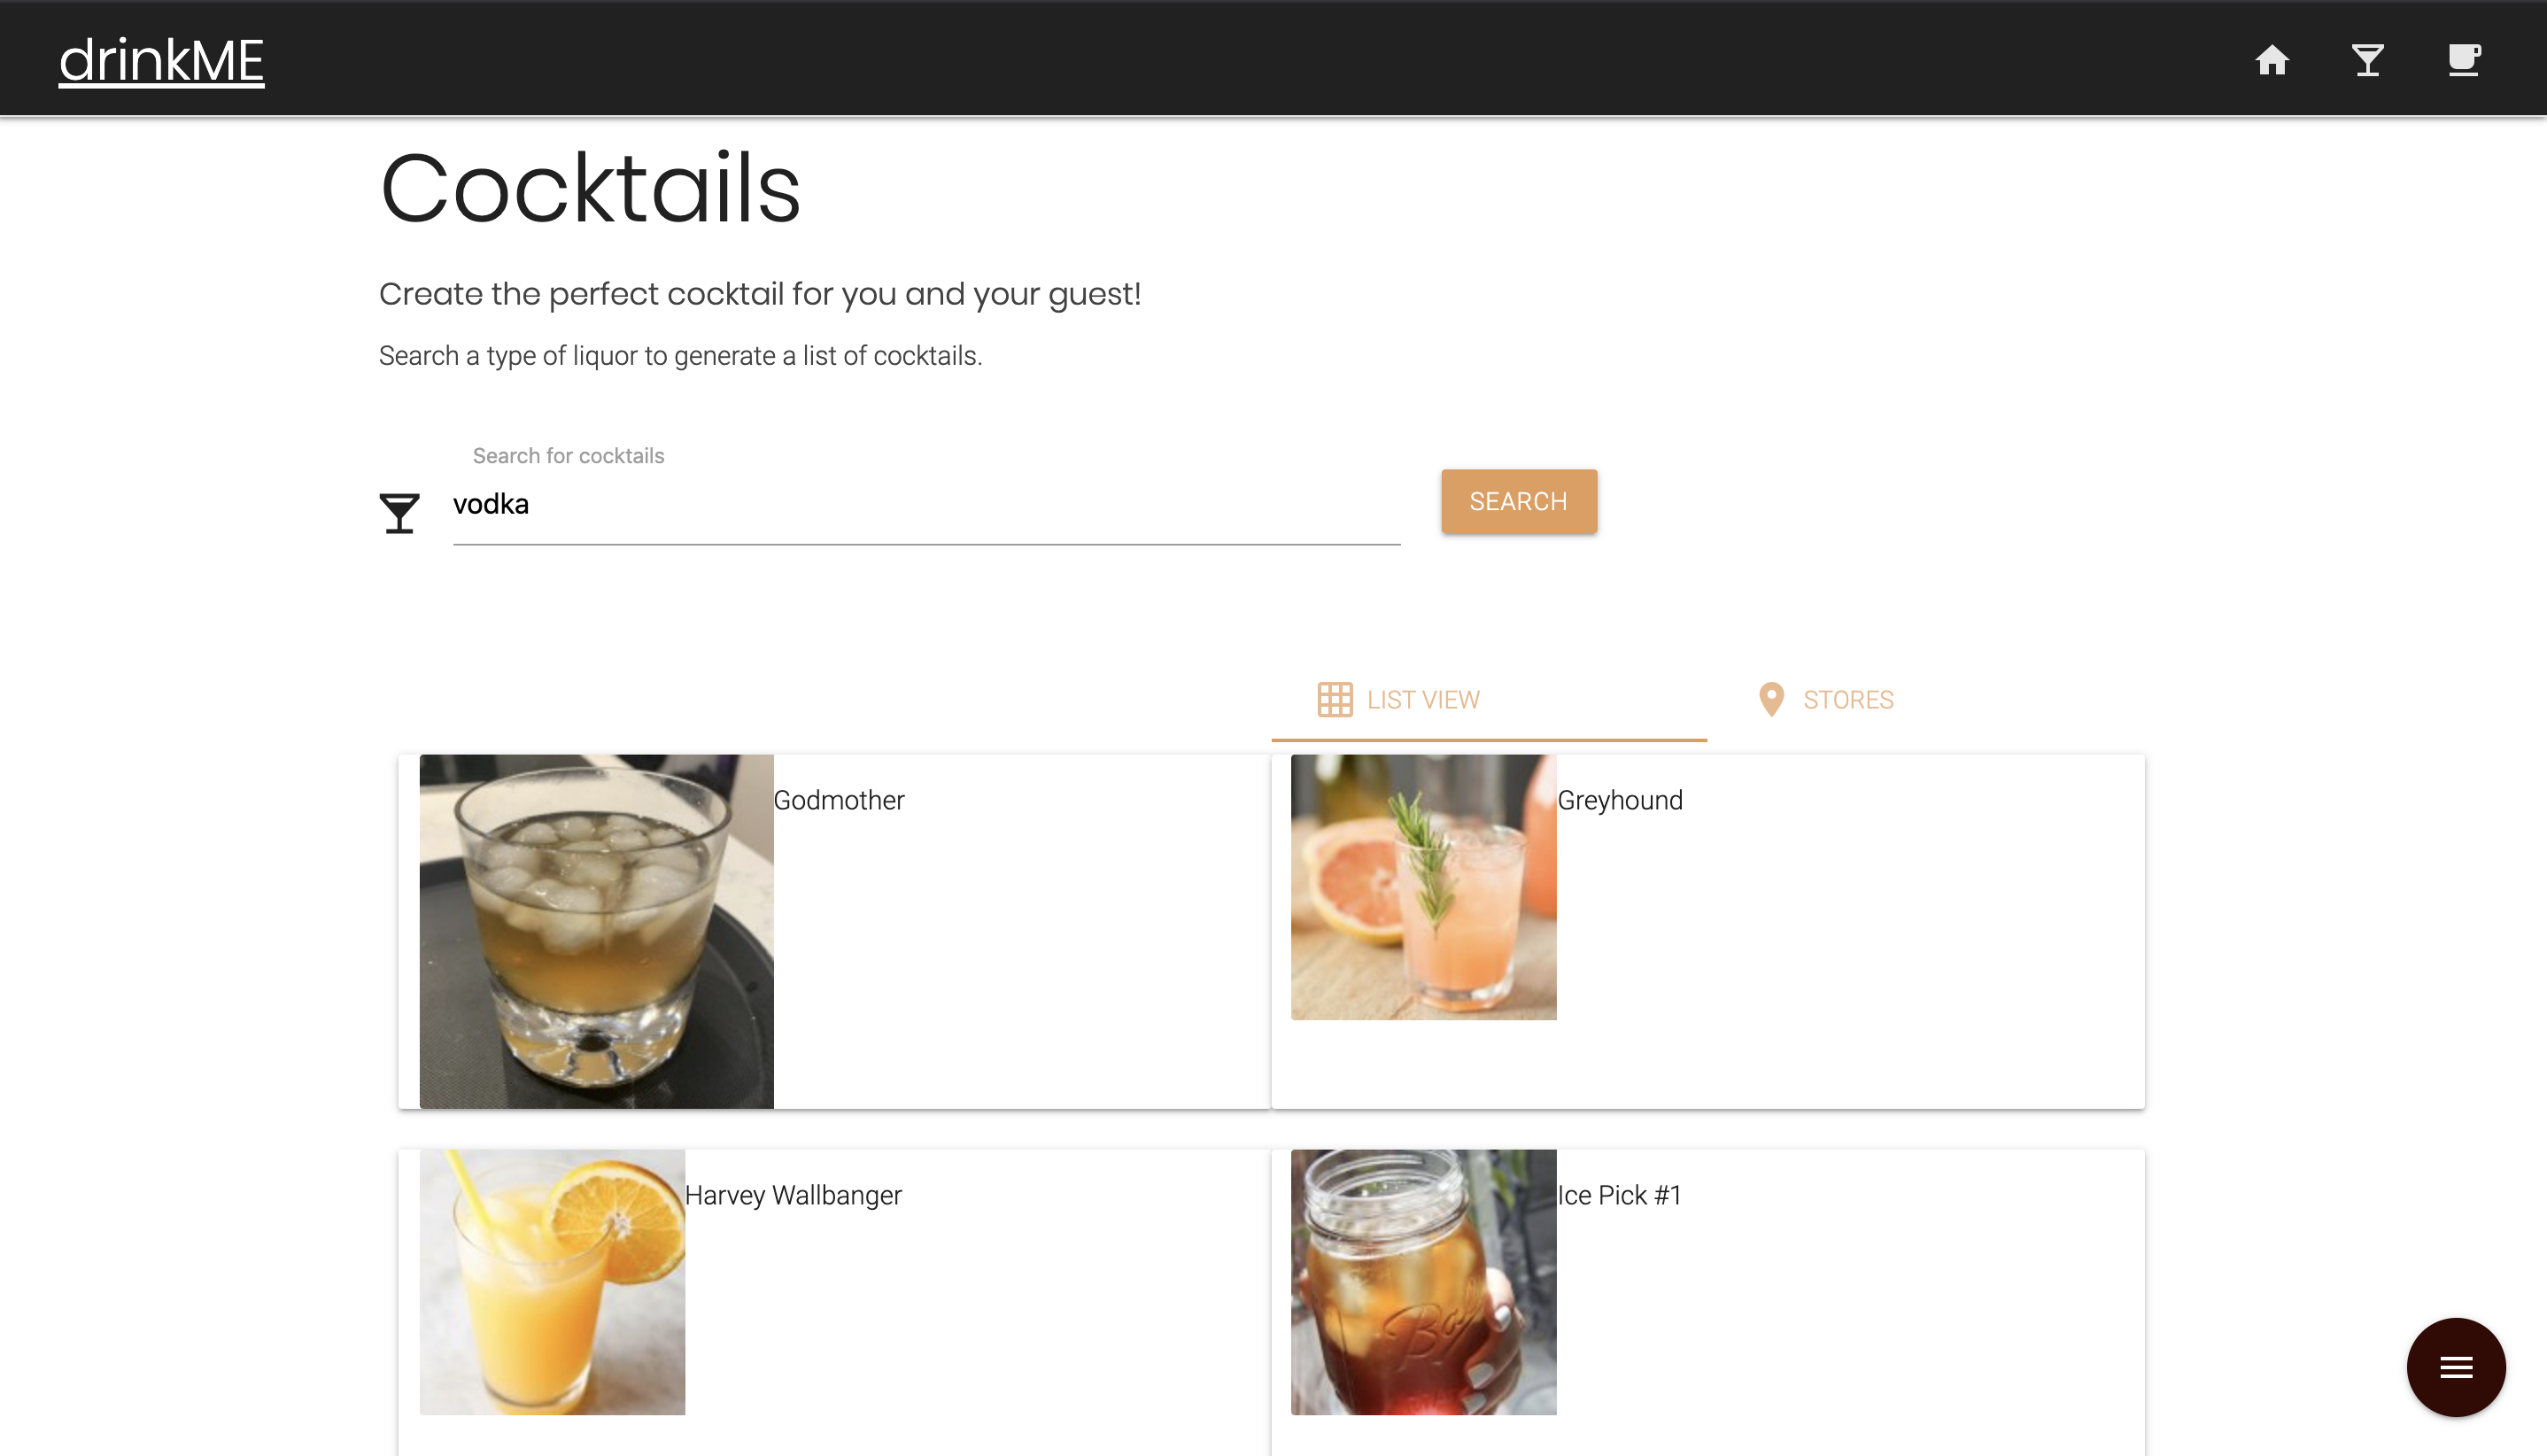 drinkME
Cocktails
Create the perfect cocktail for you and your guest!
Search a type of liquor to generate a list of cocktails.
Search for cocktails
vodka
SEARCH
LIST VIEW
STORES
Godmother
Greyhound
Harvey Wallbanger
Ice Pick #1
Ball